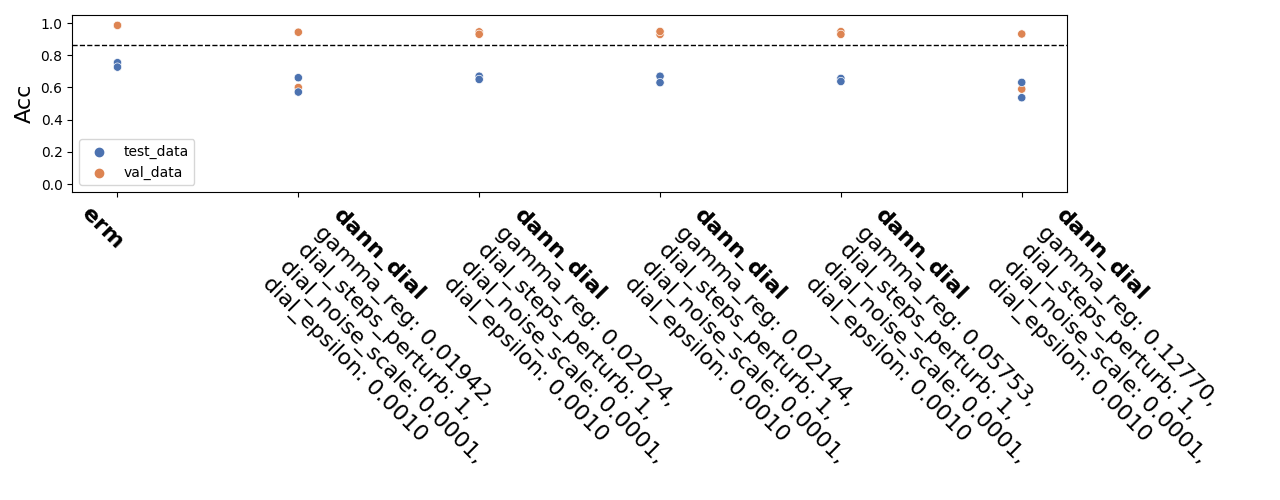 1.0
0.8
0.6
0.4
0.2
0.0
Acc
test_data
val_data
erm
dann_dial
gamma_reg: 0.01942,
dial_steps_perturb: 1,
dial_noise_scale: 0.0001,
dial_epsilon: 0.0010
dann_dial
gamma_reg: 0.02024,
dial_steps_perturb: 1,
dial_noise_scale: 0.0001,
dial_epsilon: 0.0010
dann_dial
gamma_reg: 0.02144,
dial_steps_perturb: 1,
dial_noise_scale: 0.0001,
dial_epsilon: 0.0010
dann_dial
gamma_reg: 0.05753,
dial_steps_perturb: 1,
dial_noise_scale: 0.0001,
dial_epsilon: 0.0010
dann_dial
gamma_reg: 0.12770,
dial_steps_perturb: 1,
dial_noise_scale: 0.0001,
dial_epsilon: 0.0010